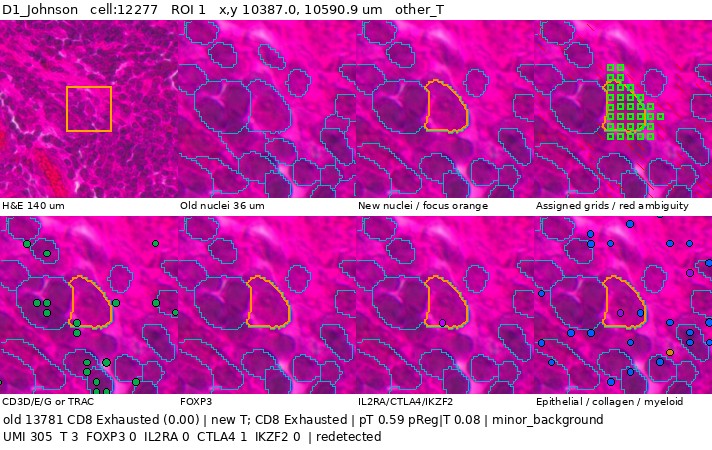 D1_Johnson   cell:12277   ROI 1   x,y 10387.0, 10590.9 um   other_T
H&E 140 um
Old nuclei 36 um
New nuclei / focus orange
Assigned grids / red ambiguity
CD3D/E/G or TRAC
FOXP3
IL2RA/CTLA4/IKZF2
Epithelial / collagen / myeloid
old 13781 CD8 Exhausted (0.00) | new T; CD8 Exhausted | pT 0.59 pReg|T 0.08 | minor_background
UMI 305  T 3  FOXP3 0  IL2RA 0  CTLA4 1  IKZF2 0  | redetected